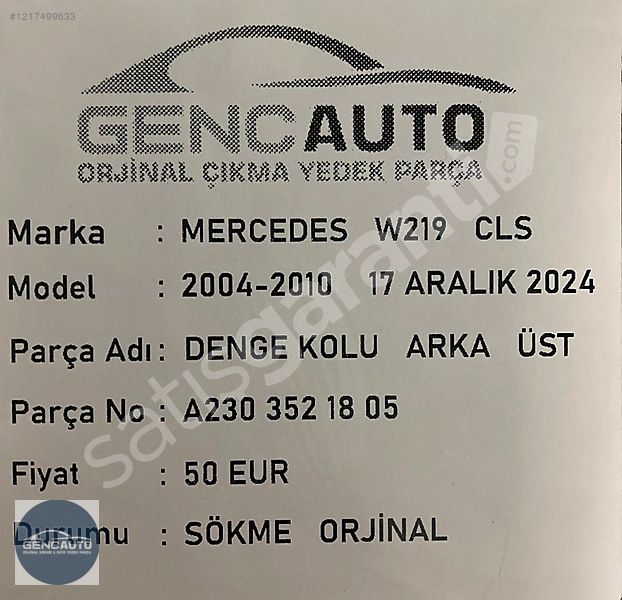 #1217499633
GENCAUTO
ORJİNAL ÇIKMA YEDEK PARÇA
Marka : MERCEDES W219 CLS
Model : 2004-2010 17 ARALIK 2024
Parça Adı : DENGE KOLU ARKA ÜST
Parça No : A230 352 18 05
Fiyat : 50 EUR
Durumu : SÖKME ORJİNAL
satisgaranti.com
GENCAUTO